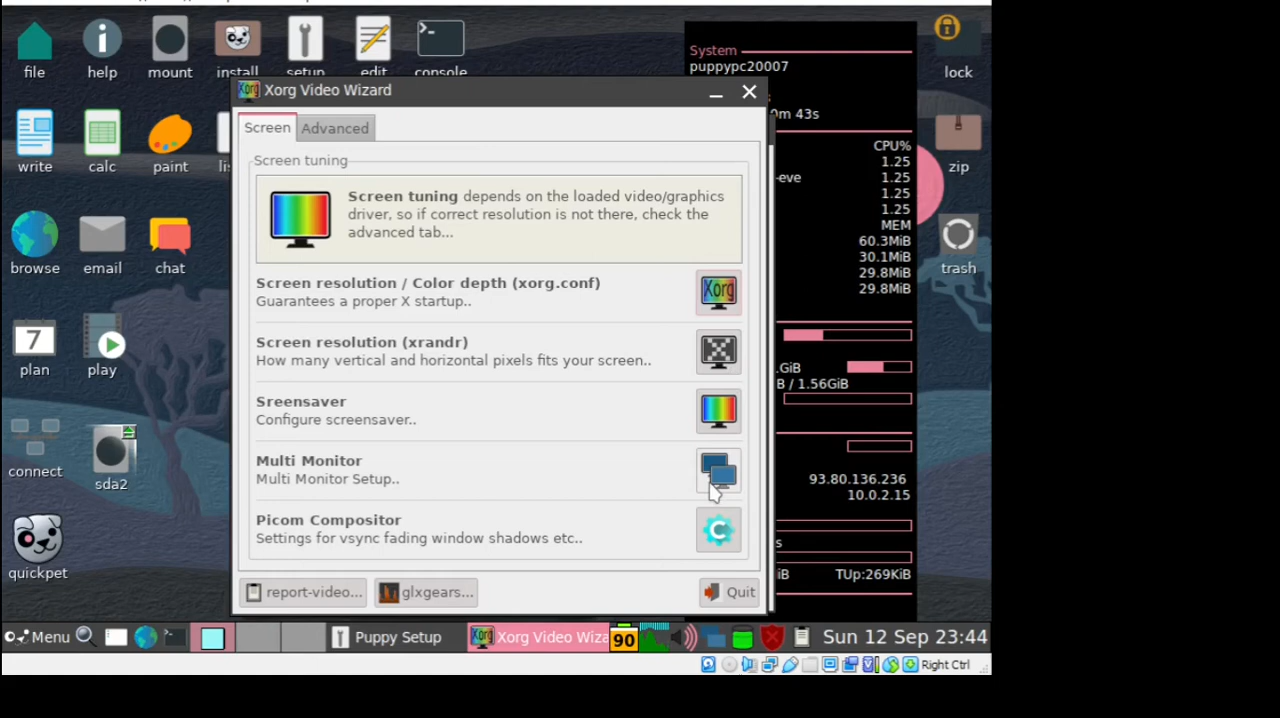 file
help
mount
install
setup
edit
console
lock
write
calc
paint
zip
browse
email
chat
trash
7
plan
play
connect
sda2
quickpet
System
puppypc20007
0m 43s
CPU%
1.25
-eve 1.25
1.25
1.25
MEM
60.3MiB
30.1MiB
29.8MiB
29.8MiB
.GiB
B / 1.56GiB
93.80.136.236
10.0.2.15
s
iB TUp:269KiB
Xorg Video Wizard
Screen Advanced
Screen tuning
Screen tuning depends on the loaded video/graphics
driver, so if correct resolution is not there, check the
advanced tab...
Screen resolution / Color depth (xorg.conf)
Guarantees a proper X startup..
Xorg
Screen resolution (xrandr)
How many vertical and horizontal pixels fits your screen..
Sreensaver
Configure screensaver..
Multi Monitor
Multi Monitor Setup..
Picom Compositor
Settings for vsync fading window shadows etc..
report-video... glxgears... Quit
Menu Puppy Setup Xorg Video Wiza 90 Sun 12 Sep 23:44
Right Ctrl